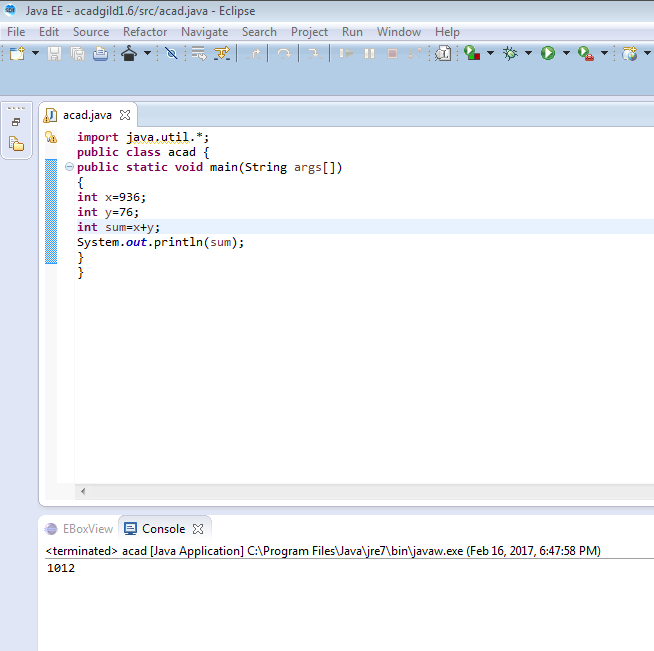 Java EE - acadgild1.6/src/acad.java - Eclipse
File Edit Source Refactor Navigate Search Project Run Window Help
acad.java
import java.util.*;
public class acad {
public static void main(String args[])
{
int x=936;
int y=76;
int sum=x+y;
System.out.println(sum);
}
}
EBoxView Console
<terminated> acad [Java Application] C:\Program Files\Java\jre7\bin\javaw.exe (Feb 16, 2017, 6:47:58 PM)
1012